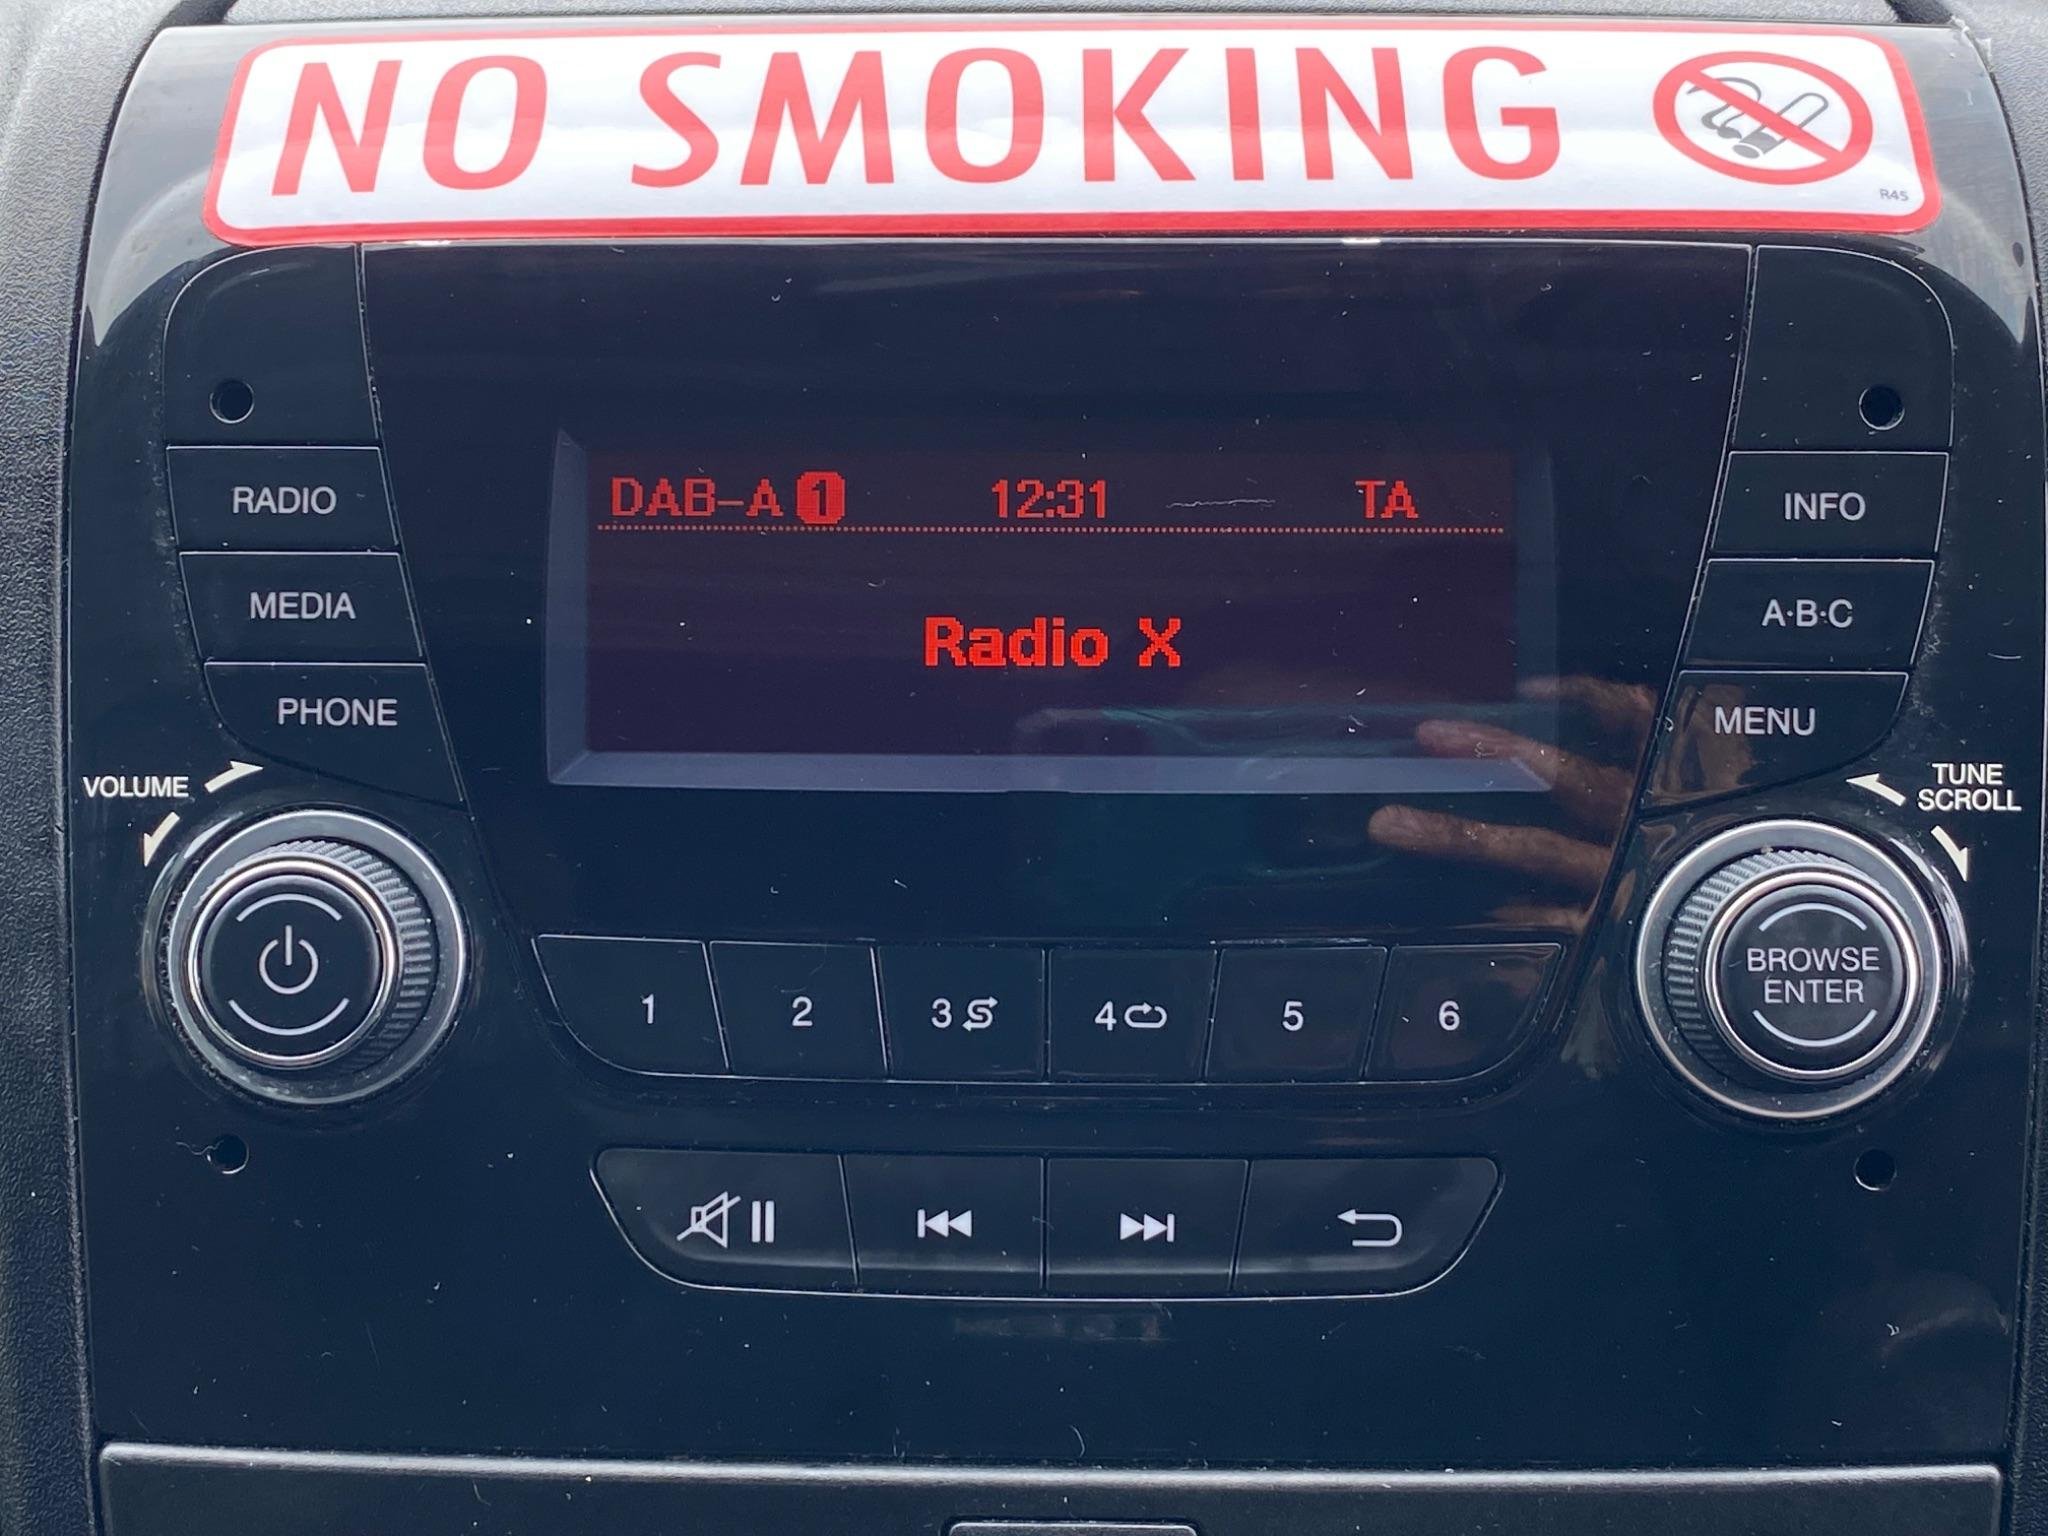 NO SMOKING
R45
DAB-A 1 12:31 TA
Radio X
RADIO
MEDIA
PHONE
INFO
A·B·C
MENU
VOLUME
TUNE
SCROLL
BROWSE
ENTER
1 2 3 4 5 6